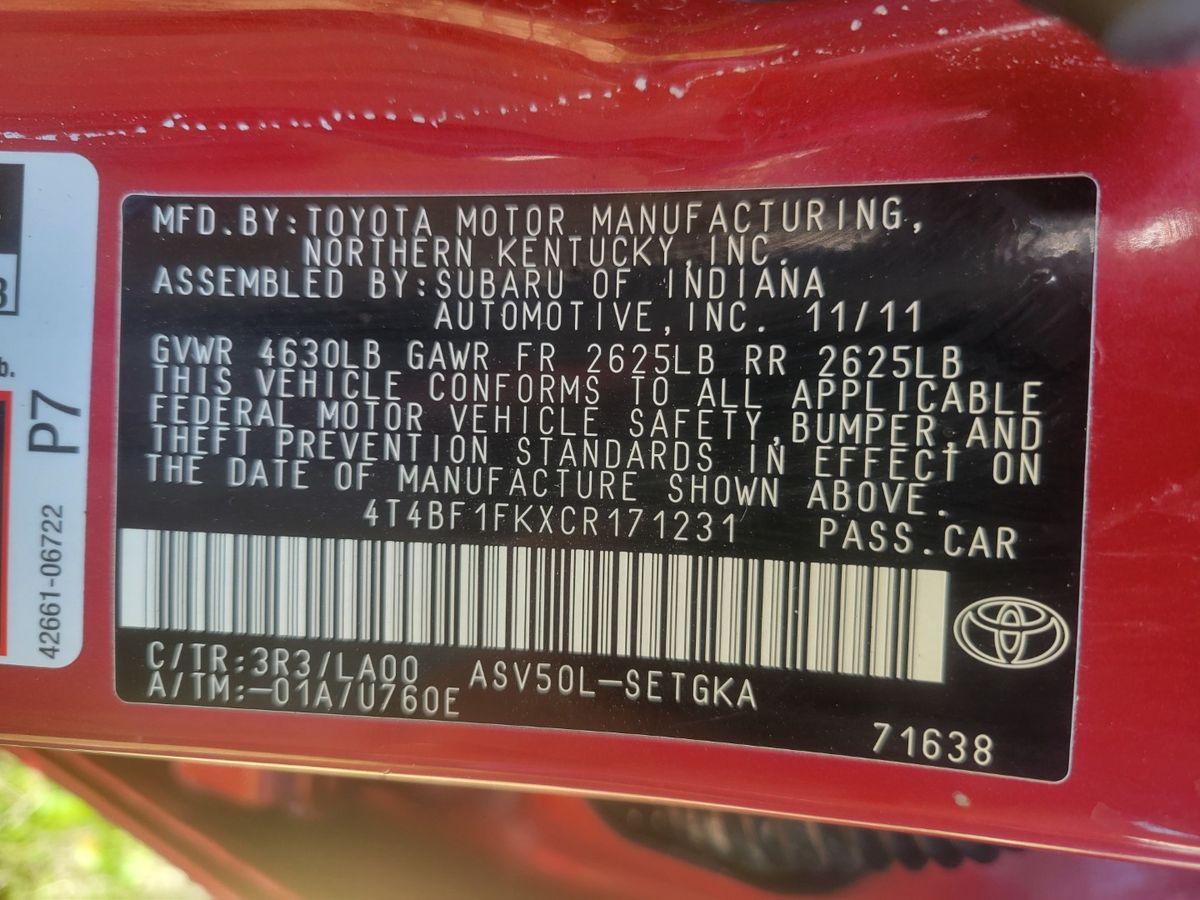 MFD.BY:TOYOTA MOTOR MANUFACTURING,
NORTHERN KENTUCKY,INC.
ASSEMBLED BY:SUBARU OF INDIANA
AUTOMOTIVE,INC. 11/11
GVWR 4630LB GAWR FR 2625LB RR 2625LB
THIS VEHICLE CONFORMS TO ALL APPLICABLE
FEDERAL MOTOR VEHICLE SAFETY,BUMPER,AND
THEFT PREVENTION STANDARDS IN EFFECT ON
THE DATE OF MANUFACTURE SHOWN ABOVE.
4T4BF1FKXCR171231 PASS.CAR
C/TR:3R3/LA00 ASV50L-SETGKA
A/TM:-01A/U760E
71638
P7
42661-06722